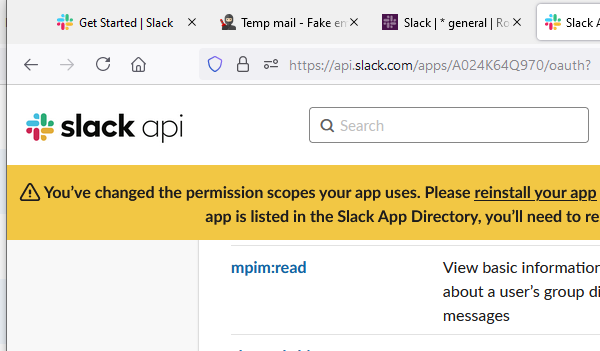 Get Started | Slack
Temp mail - Fake em
Slack | * general | Ro
Slack A
https://api.slack.com/apps/A024K64Q970/oauth?
slack api
Search
You've changed the permission scopes your app uses. Please reinstall your app
app is listed in the Slack App Directory, you'll need to re
mpim:read
View basic information
about a user's group di
messages